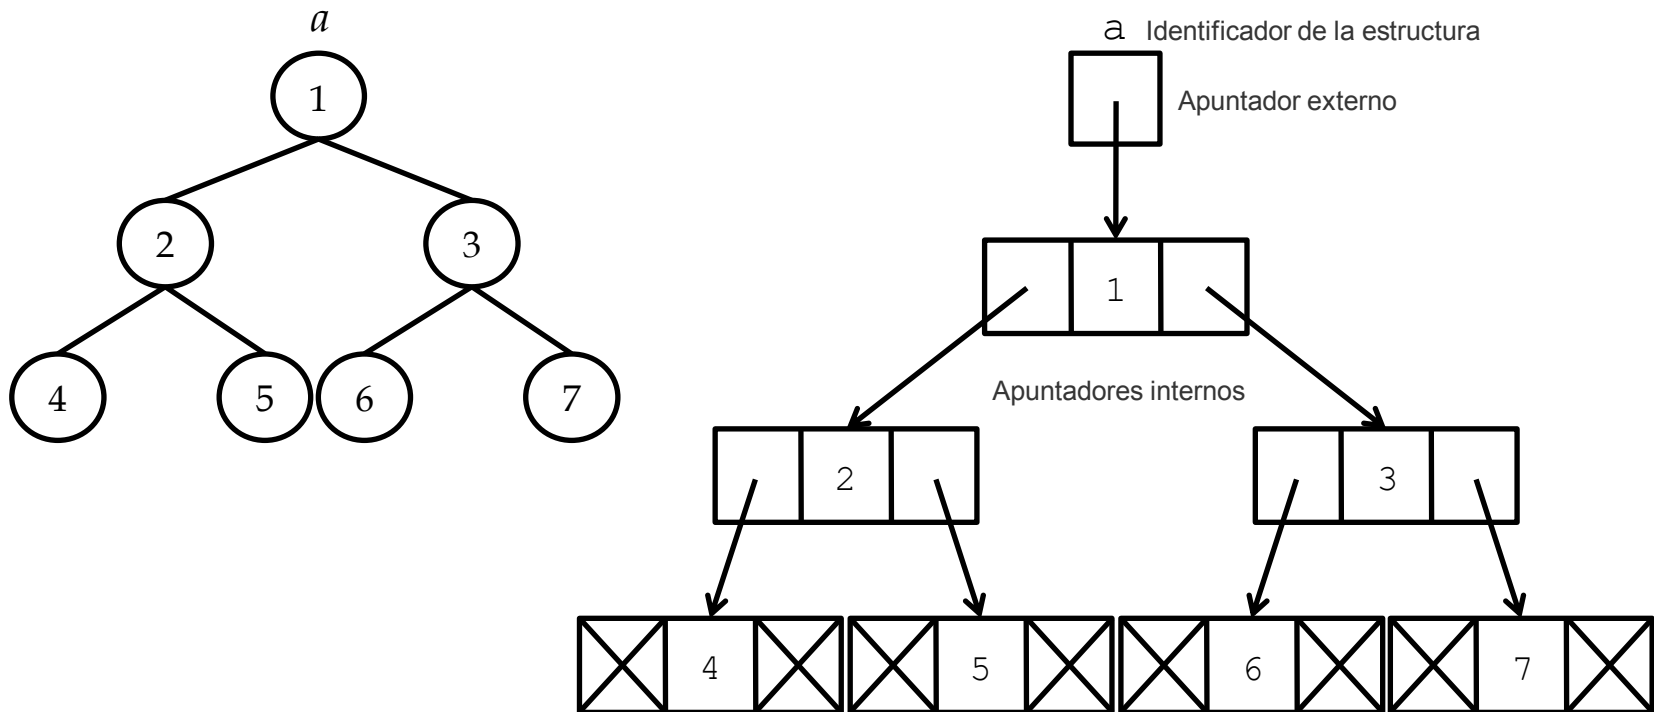 a
1
2 3
4 5 6 7
a Identificador de la estructura
Apuntador externo
1
Apuntadores internos
2 3
4 5 6 7